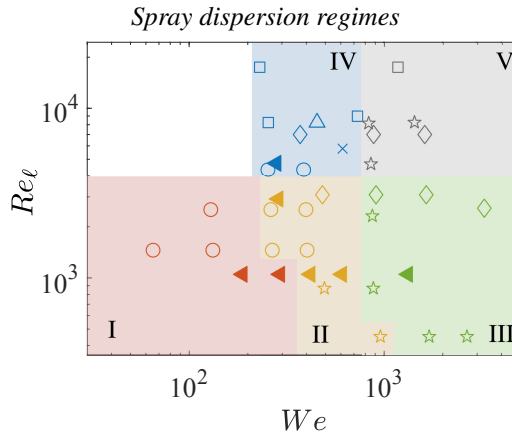 Spray dispersion regimes
IV
V
10^4
Re_ℓ
10^3
I
II
III
10^2
10^3
We